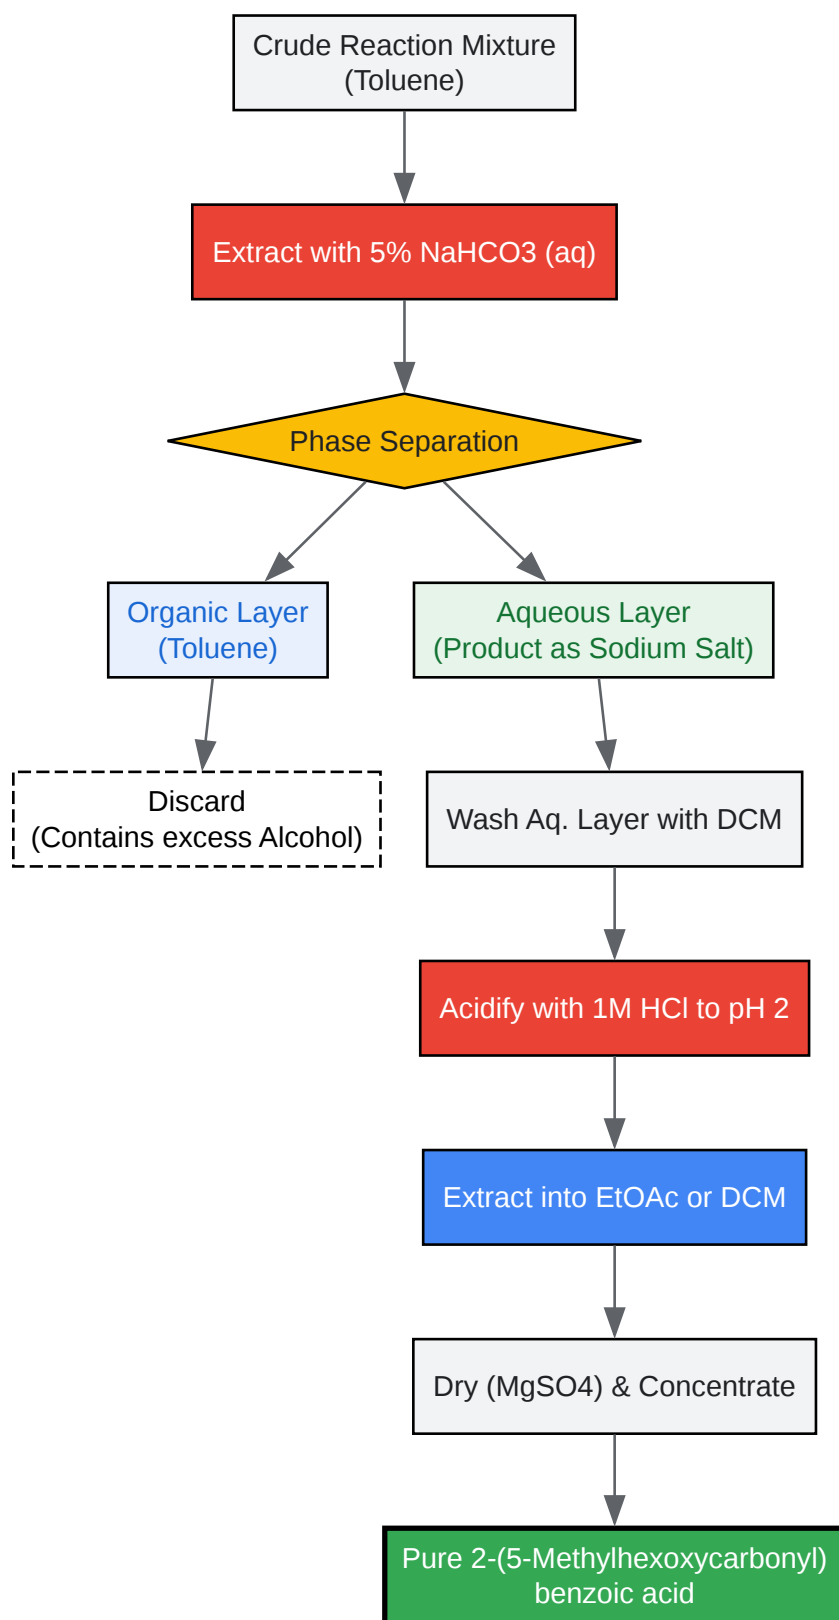 Crude Reaction Mixture
(Toluene)
Extract with 5% NaHCO3 (aq)
Phase Separation
Organic Layer
(Toluene)
Aqueous Layer
(Product as Sodium Salt)
Discard
(Contains excess Alcohol)
Wash Aq. Layer with DCM
Acidify with 1M HCl to pH 2
Extract into EtOAc or DCM
Dry (MgSO4) & Concentrate
Pure 2-(5-Methylhexoxycarbonyl)
benzoic acid